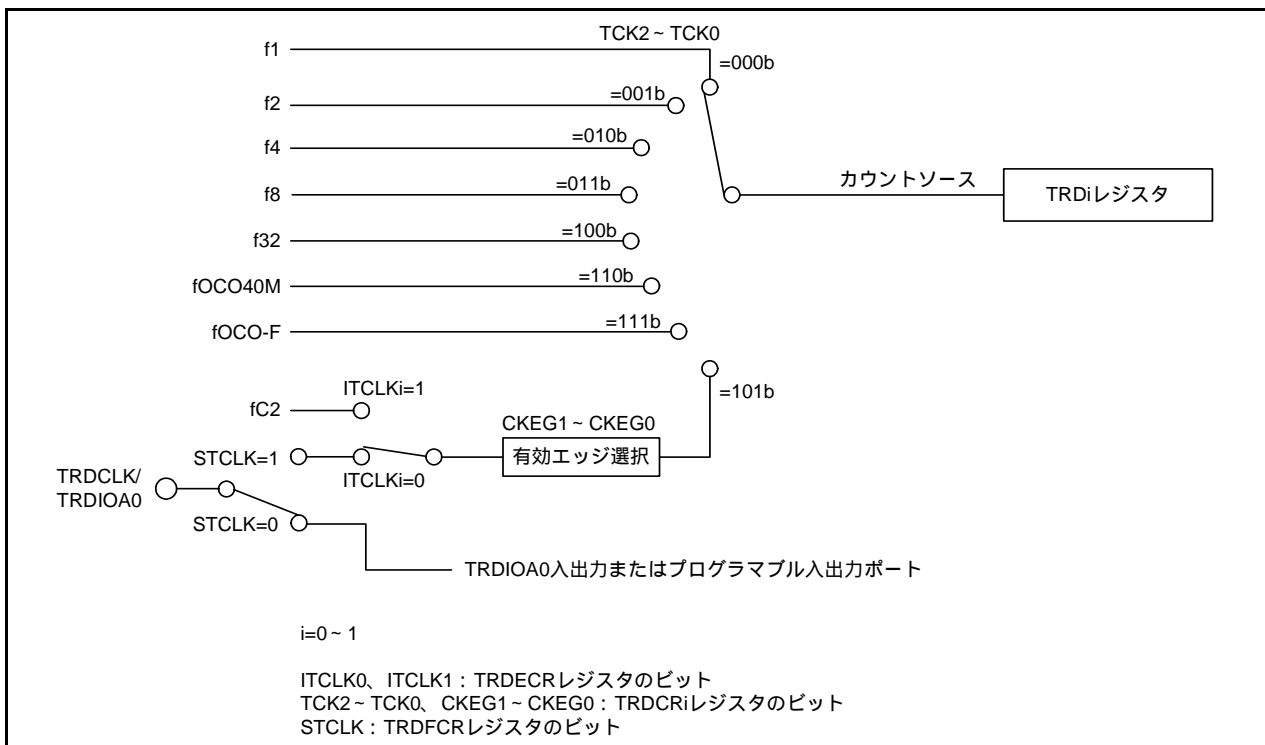 TCK2~TCK0
f1
=000b
f2
=001b
=010b
f4
カウントソース
=011b
f8
TRDiレジスタ
=100b
f32
=110b
fOCO40M
=111b
fOCO-F
ITCLKi=1
=101b
fC2
CKEG1~CKEG0
STCLK=1
有効エッジ選択
TRDCLK/
TRDIOA0
ITCLKi=0
STCLK=0
TRDIOA0入出力またはプログラマブル入出力ポート
i=0~1
ITCLK0、ITCLK1:TRDECRレジスタのビット
TCK2~TCK0、CKEG1~CKEG0:TRDCRiレジスタのビット
STCLK:TRDFCRレジスタのビット